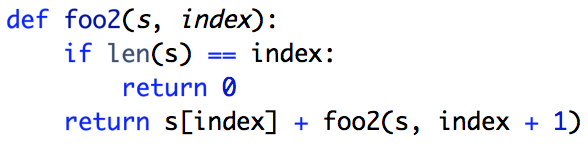 def foo2(s, index):
    if len(s) == index:
        return 0
    return s[index] + foo2(s, index + 1)